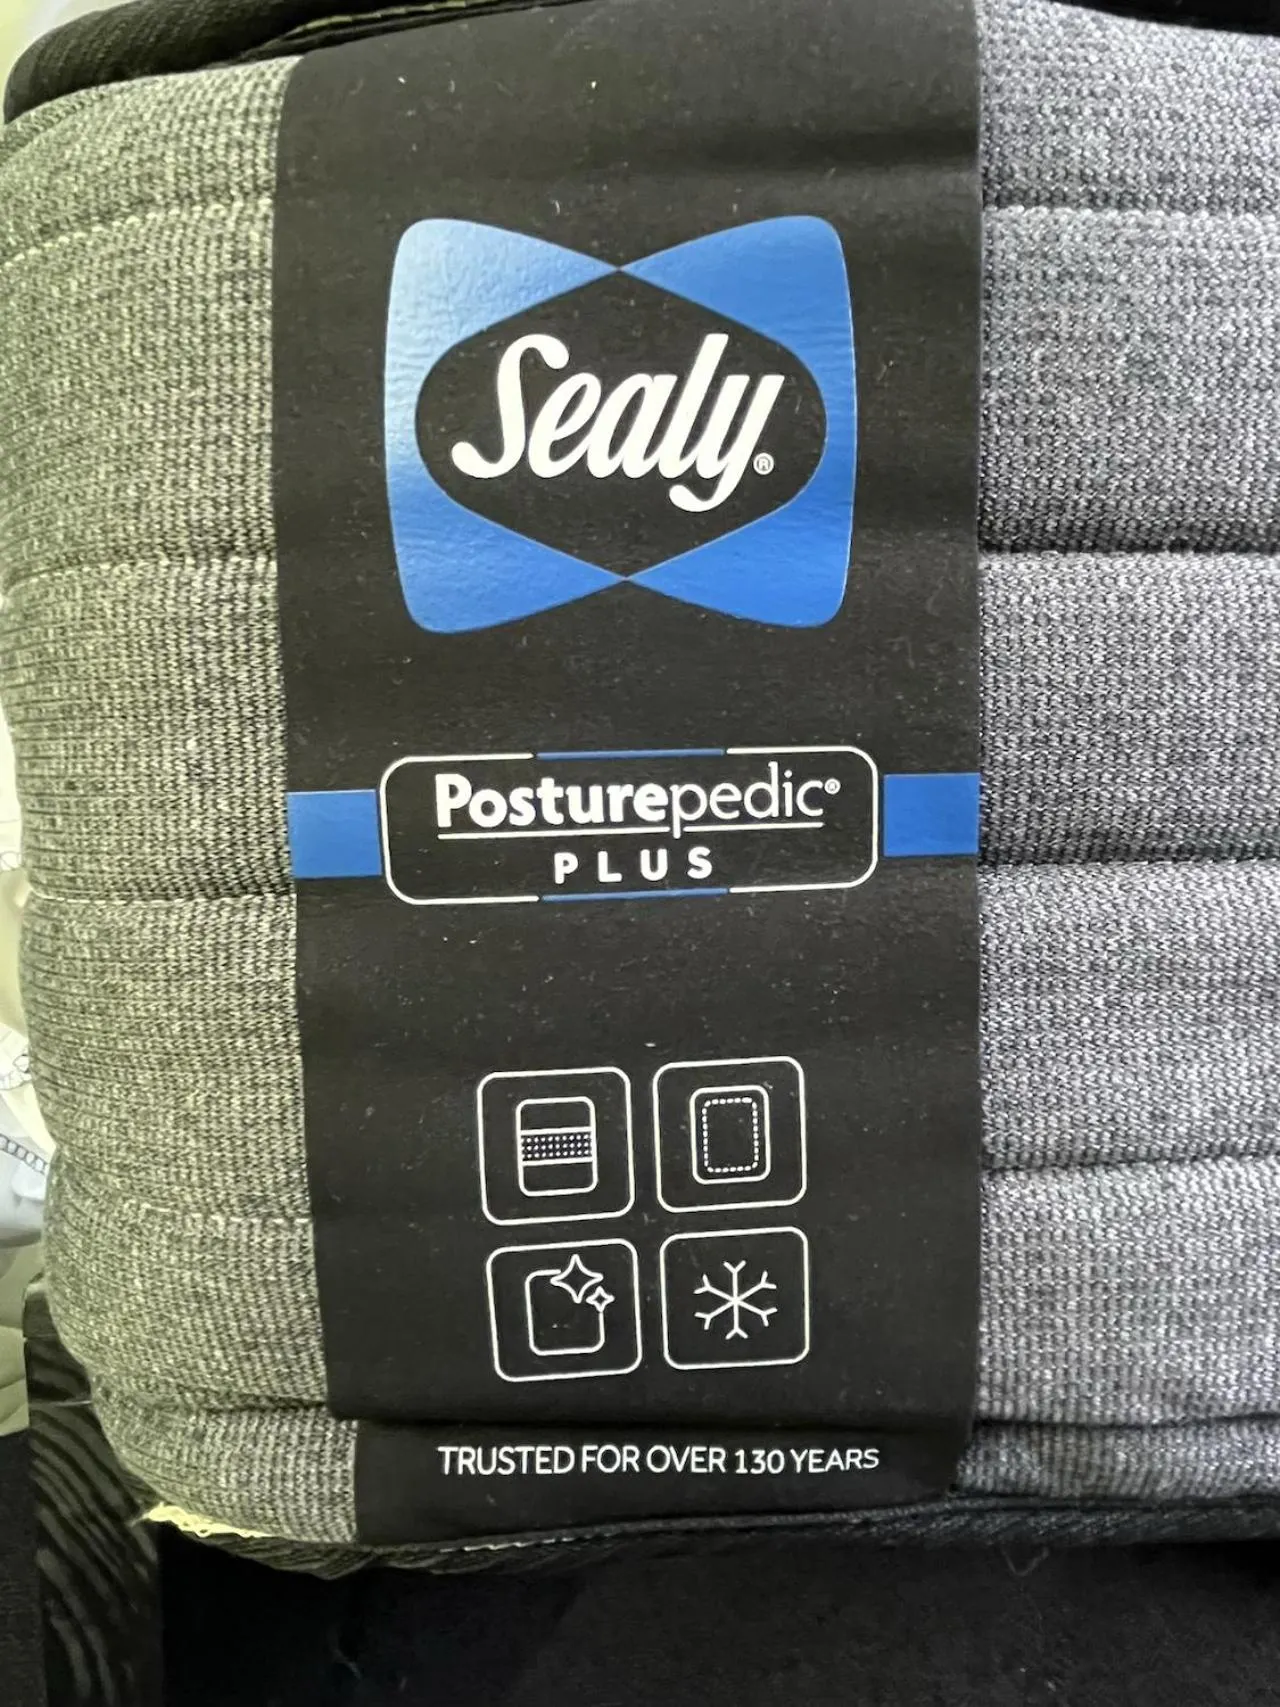 Sealy®
Posturepedic®
PLUS
TRUSTED FOR OVER 130 YEARS